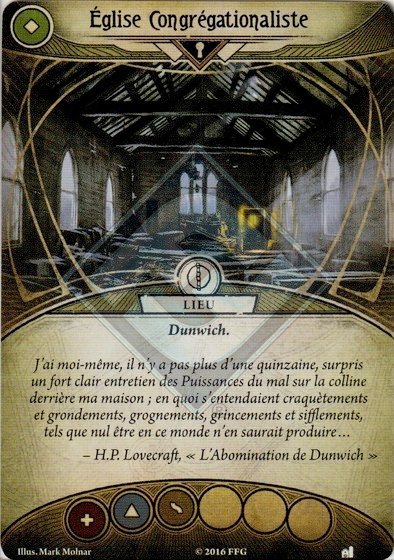 Église Congrégationaliste
LIEU
Dunwich.
J'ai moi-même, il n'y a pas plus d'une quinzaine, surpris
un fort clair entretien des Puissances du mal sur la colline
derrière ma maison ; en quoi s'entendaient craquètements
et grondements, grognements, grincements et sifflements,
tels que nul être en ce monde n'en saurait produire…
– H.P. Lovecraft, « L'Abomination de Dunwich »
Illus. Mark Molnar
© 2016 FFG